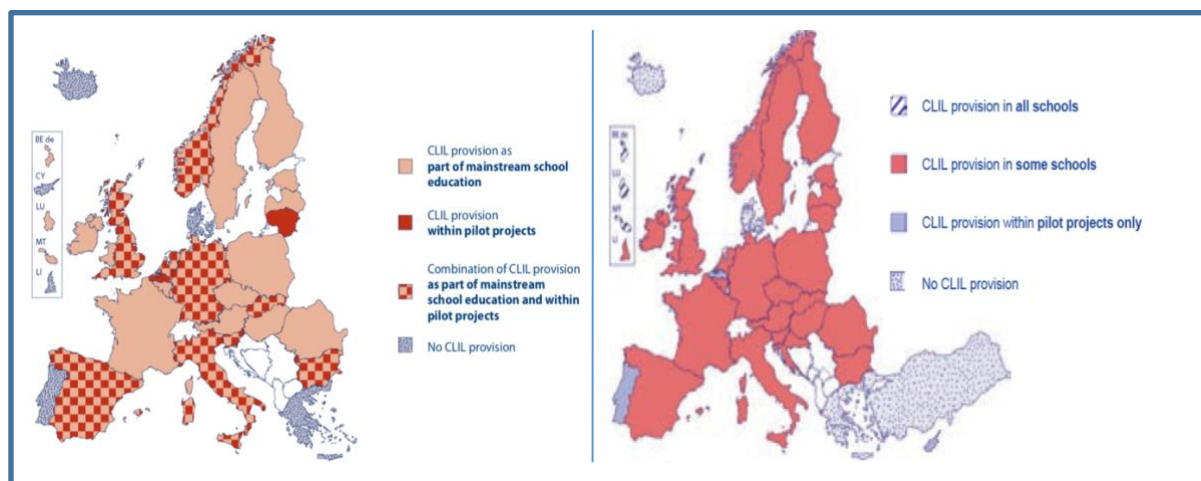 BE de
CY
LU
MT
LI
CLIL provision as
part of mainstream school
education
CLIL provision
within pilot projects
Combination of CLIL provision
as part of mainstream
school education and within
pilot projects
No CLIL provision
BE de
LU
MT
LI
CLIL provision in all schools
CLIL provision in some schools
CLIL provision within pilot projects only
No CLIL provision